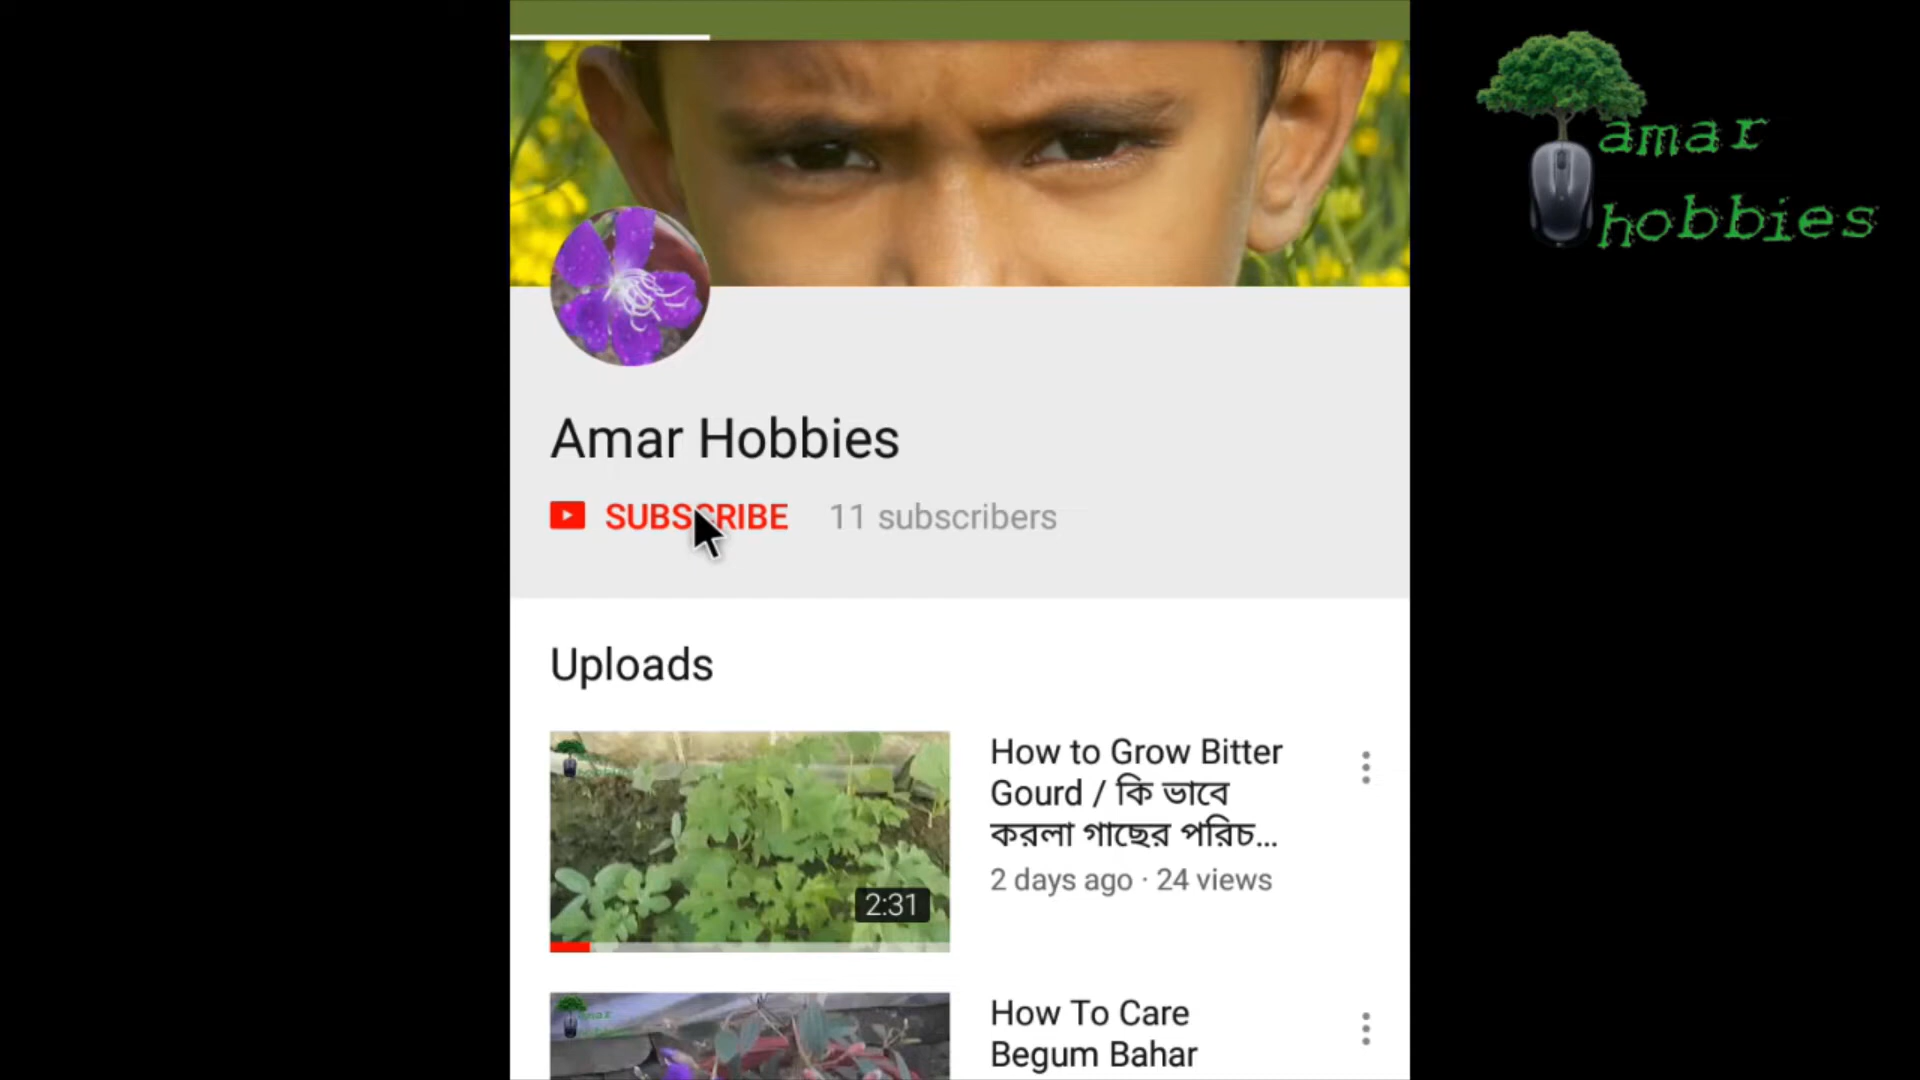 amar
hobbies
Amar Hobbies
SUBSCRIBE 11 subscribers
Uploads
How to Grow Bitter
Gourd / কি ভাবে
করলা গাছের পরিচ...
2 days ago · 24 views
2:31
How To Care
Begum Bahar